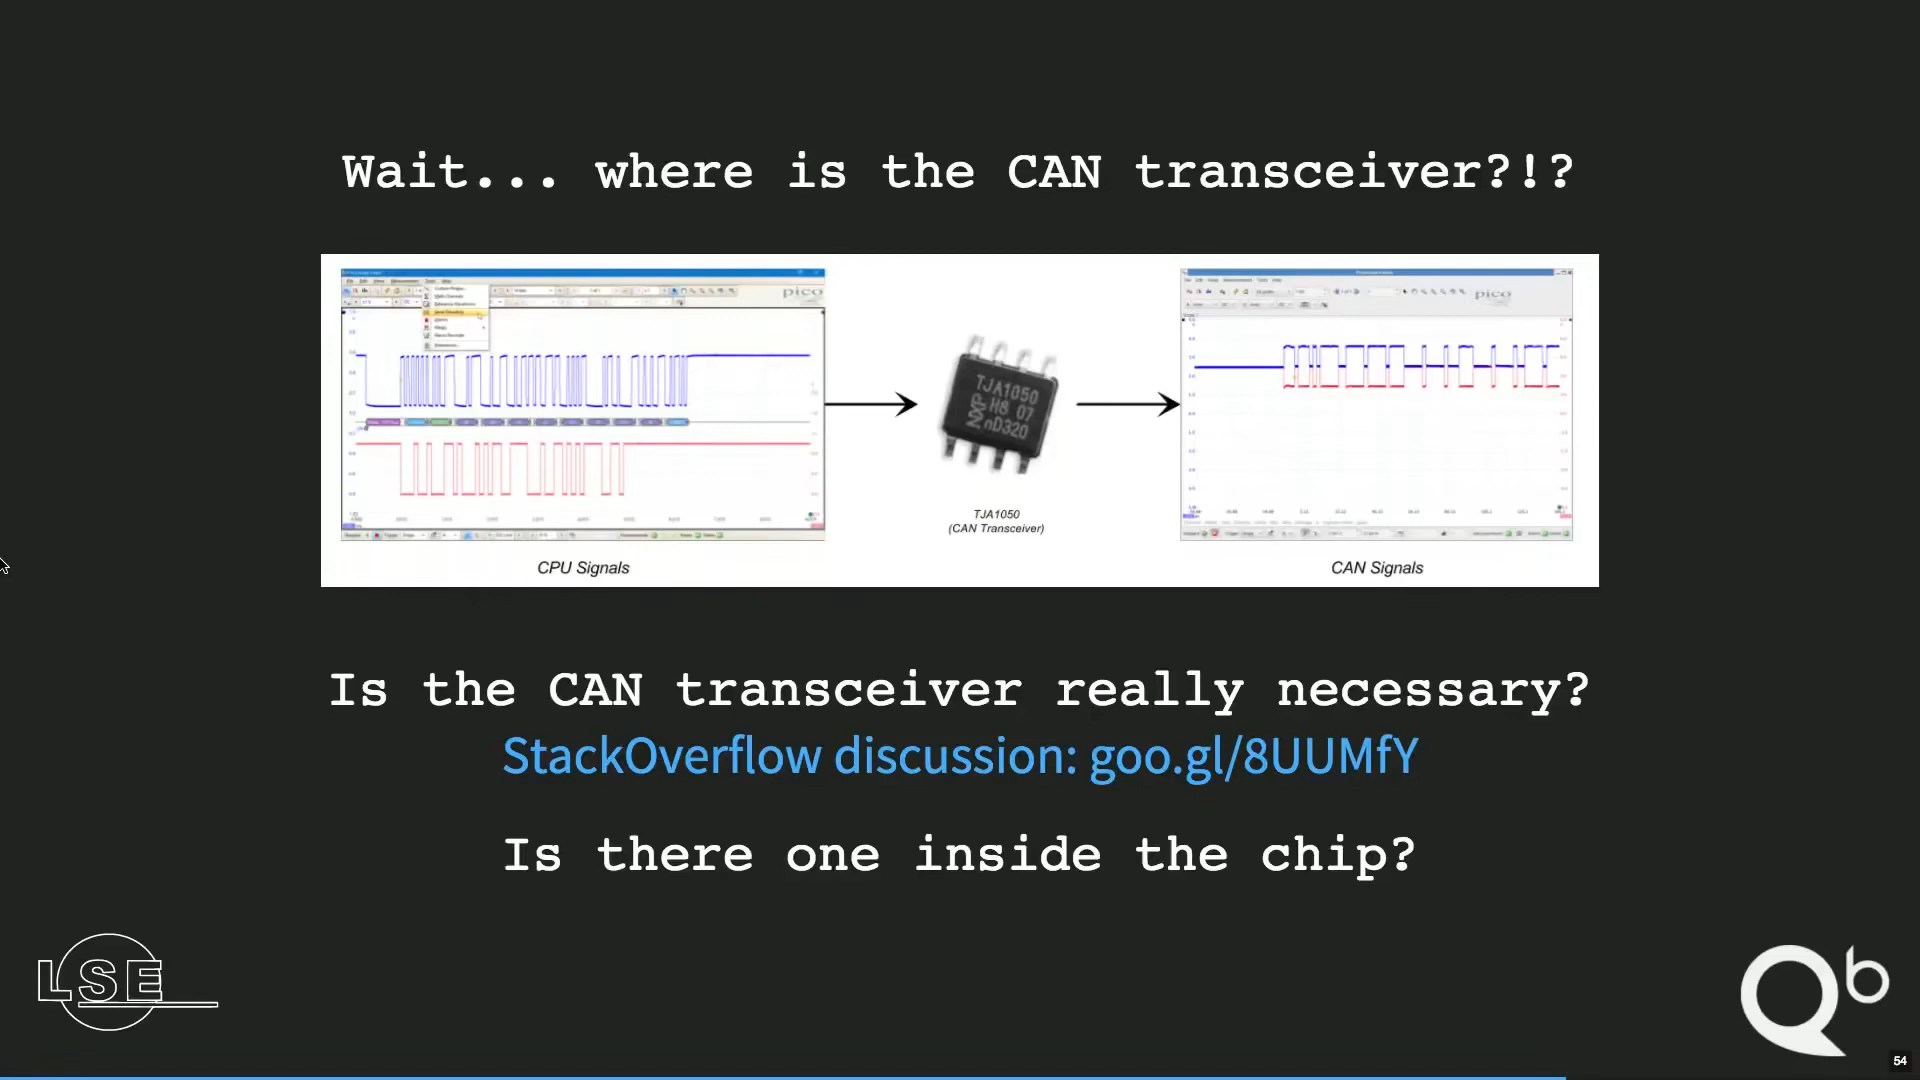 Wait... where is the CAN transceiver?!?
pico
pico
TJA1050
H8 07
NXP
nD320
TJA1050
(CAN Transceiver)
CPU Signals
CAN Signals
Is the CAN transceiver really necessary?
StackOverflow discussion: goo.gl/8UUMfY
Is there one inside the chip?
LSE
Qb
54